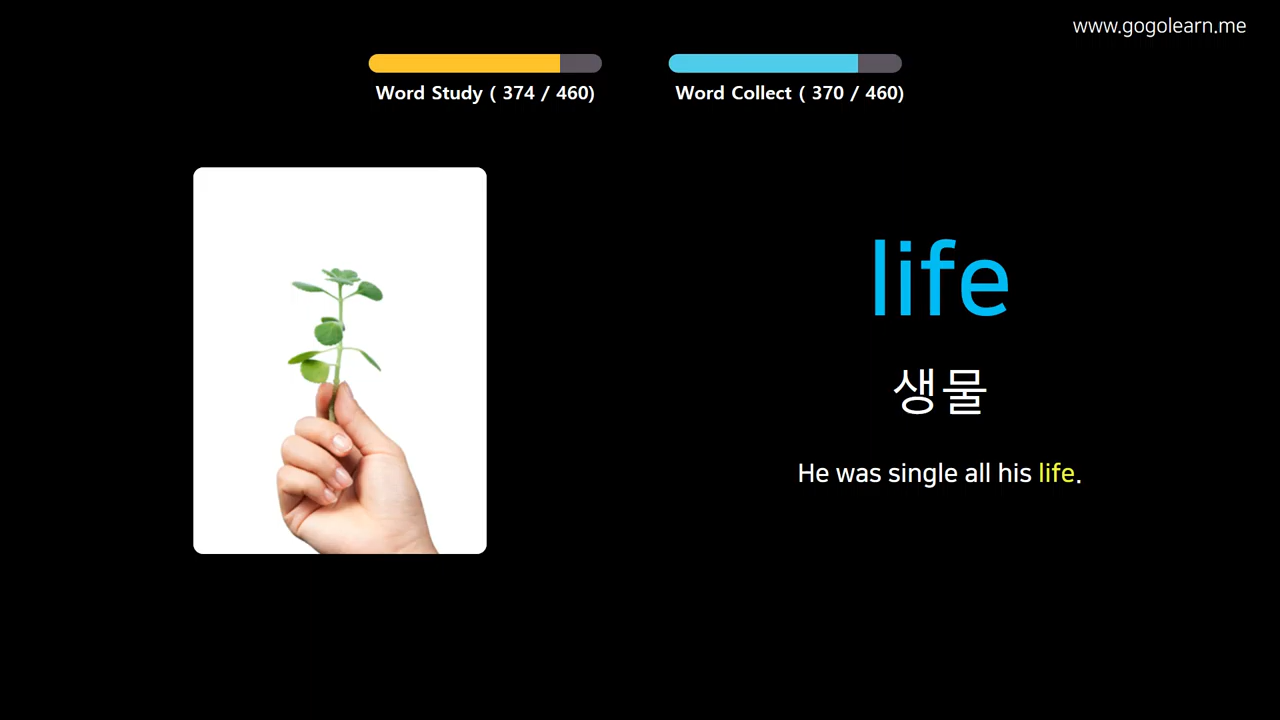 www.gogolearn.me
Word Study ( 374 / 460)
Word Collect ( 370 / 460)
life
생물
He was single all his life.